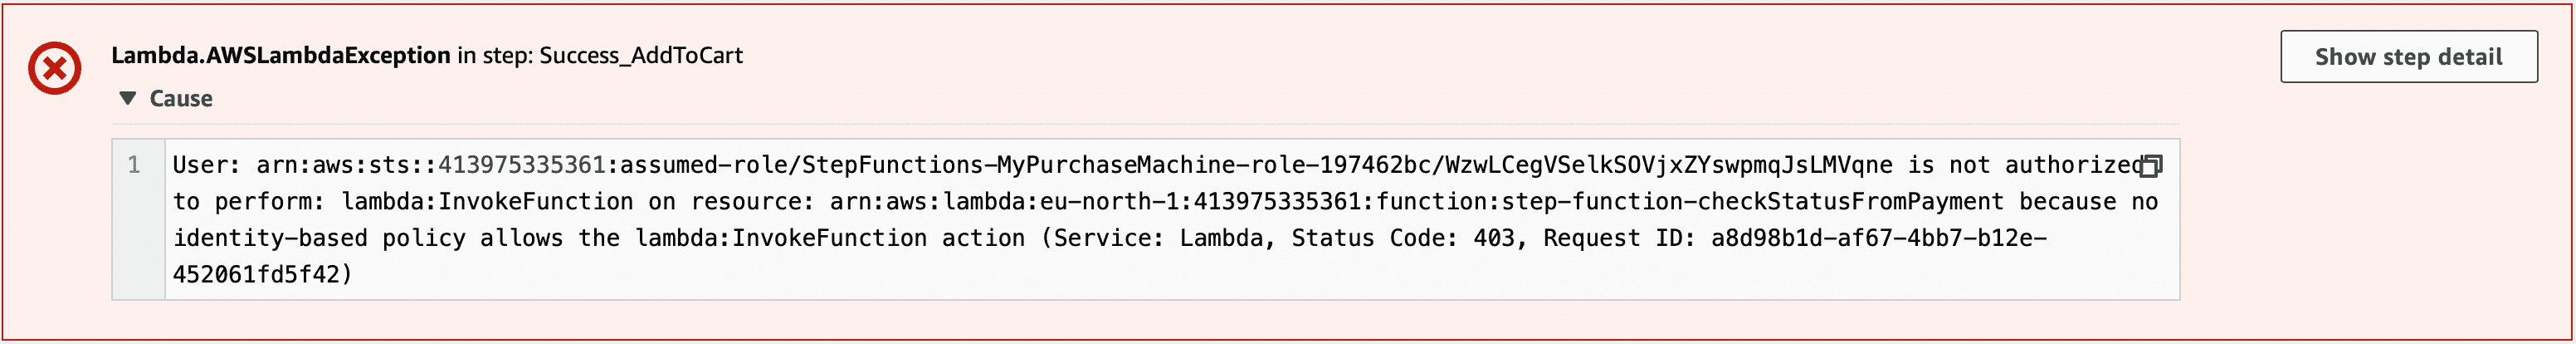 Lambda.AWSLambdaException in step: Success_AddToCart
Show step detail
Cause
1
User: arn:aws:sts::413975335361:assumed-role/StepFunctions-MyPurchaseMachine-role-197462bc/WzwLCegVSelkSOVjxZYswpmqJsLMVqne is not authorized
to perform: lambda:InvokeFunction on resource: arn:aws:lambda:eu-north-1:413975335361:function:step-function-checkStatusFromPayment because no
identity-based policy allows the lambda:InvokeFunction action (Service: Lambda, Status Code: 403, Request ID: a8d98b1d-af67-4bb7-b12e-
452061fd5f42)